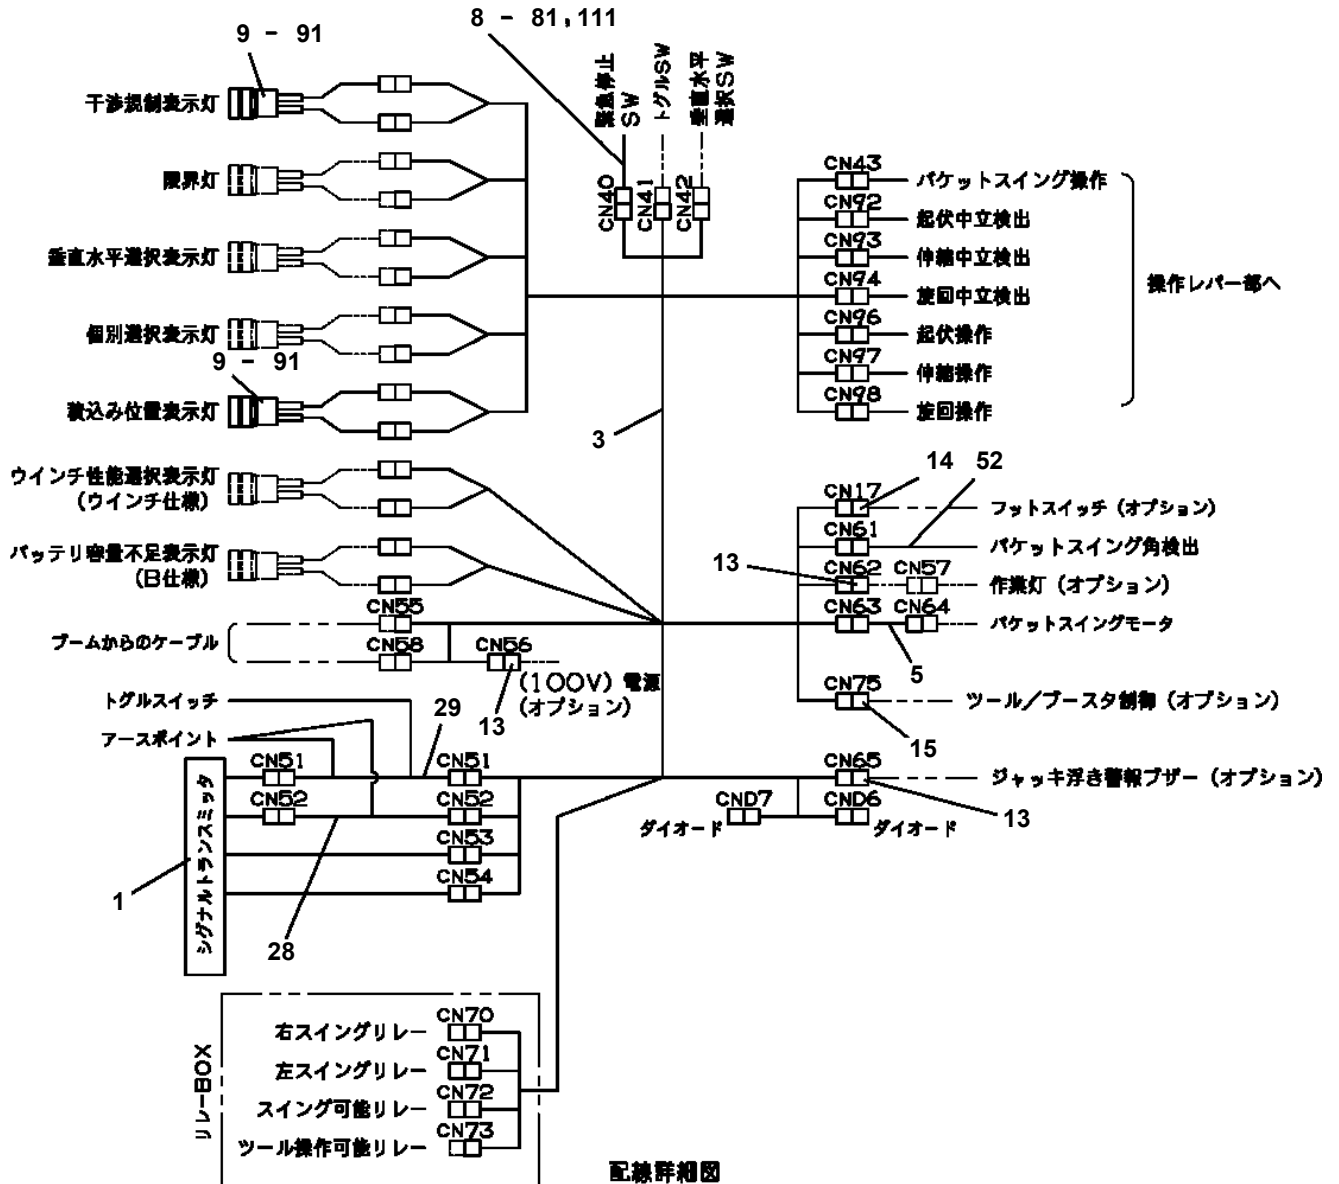 8 - 81,111
9 - 91
干渉規制表示灯
限界灯
垂直水平選択表示灯
個別選択表示灯
9 - 91
積込み位置表示灯
ウインチ性能選択表示灯
(ウインチ仕様)
バッテリ容量不足表示灯
(B仕様)
緊急停止
SW
トグルSW
垂直水平
選択SW
CN40
CN41
CN42
3
CN43
バケットスイング操作
CN92
起伏中立検出
CN93
伸縮中立検出
CN94
旋回中立検出
CN96
起伏操作
CN97
伸縮操作
CN98
旋回操作
操作レバー部へ
14
52
CN17
フットスイッチ (オプション)
CN61
バケットスイング角検出
13
CN62
CN57
作業灯 (オプション)
CN63
CN64
バケットスイングモータ
5
CN75
ツール/ブースタ制御 (オプション)
15
CN65
ジャッキ浮き警報ブザー (オプション)
13
CND7
ダイオード
CND6
ダイオード
CN55
ブームからのケーブル
CN58
CN56
(100V) 電源
(オプション)
13
トグルスイッチ
アースポイント
29
CN51
CN51
CN52
CN52
CN53
CN54
シグナルトランスミッタ
1
28
リレーBOX
CN70
右スイングリレー
CN71
左スイングリレー
CN72
スイング可能リレー
CN73
ツール操作可能リレー
配線詳細図